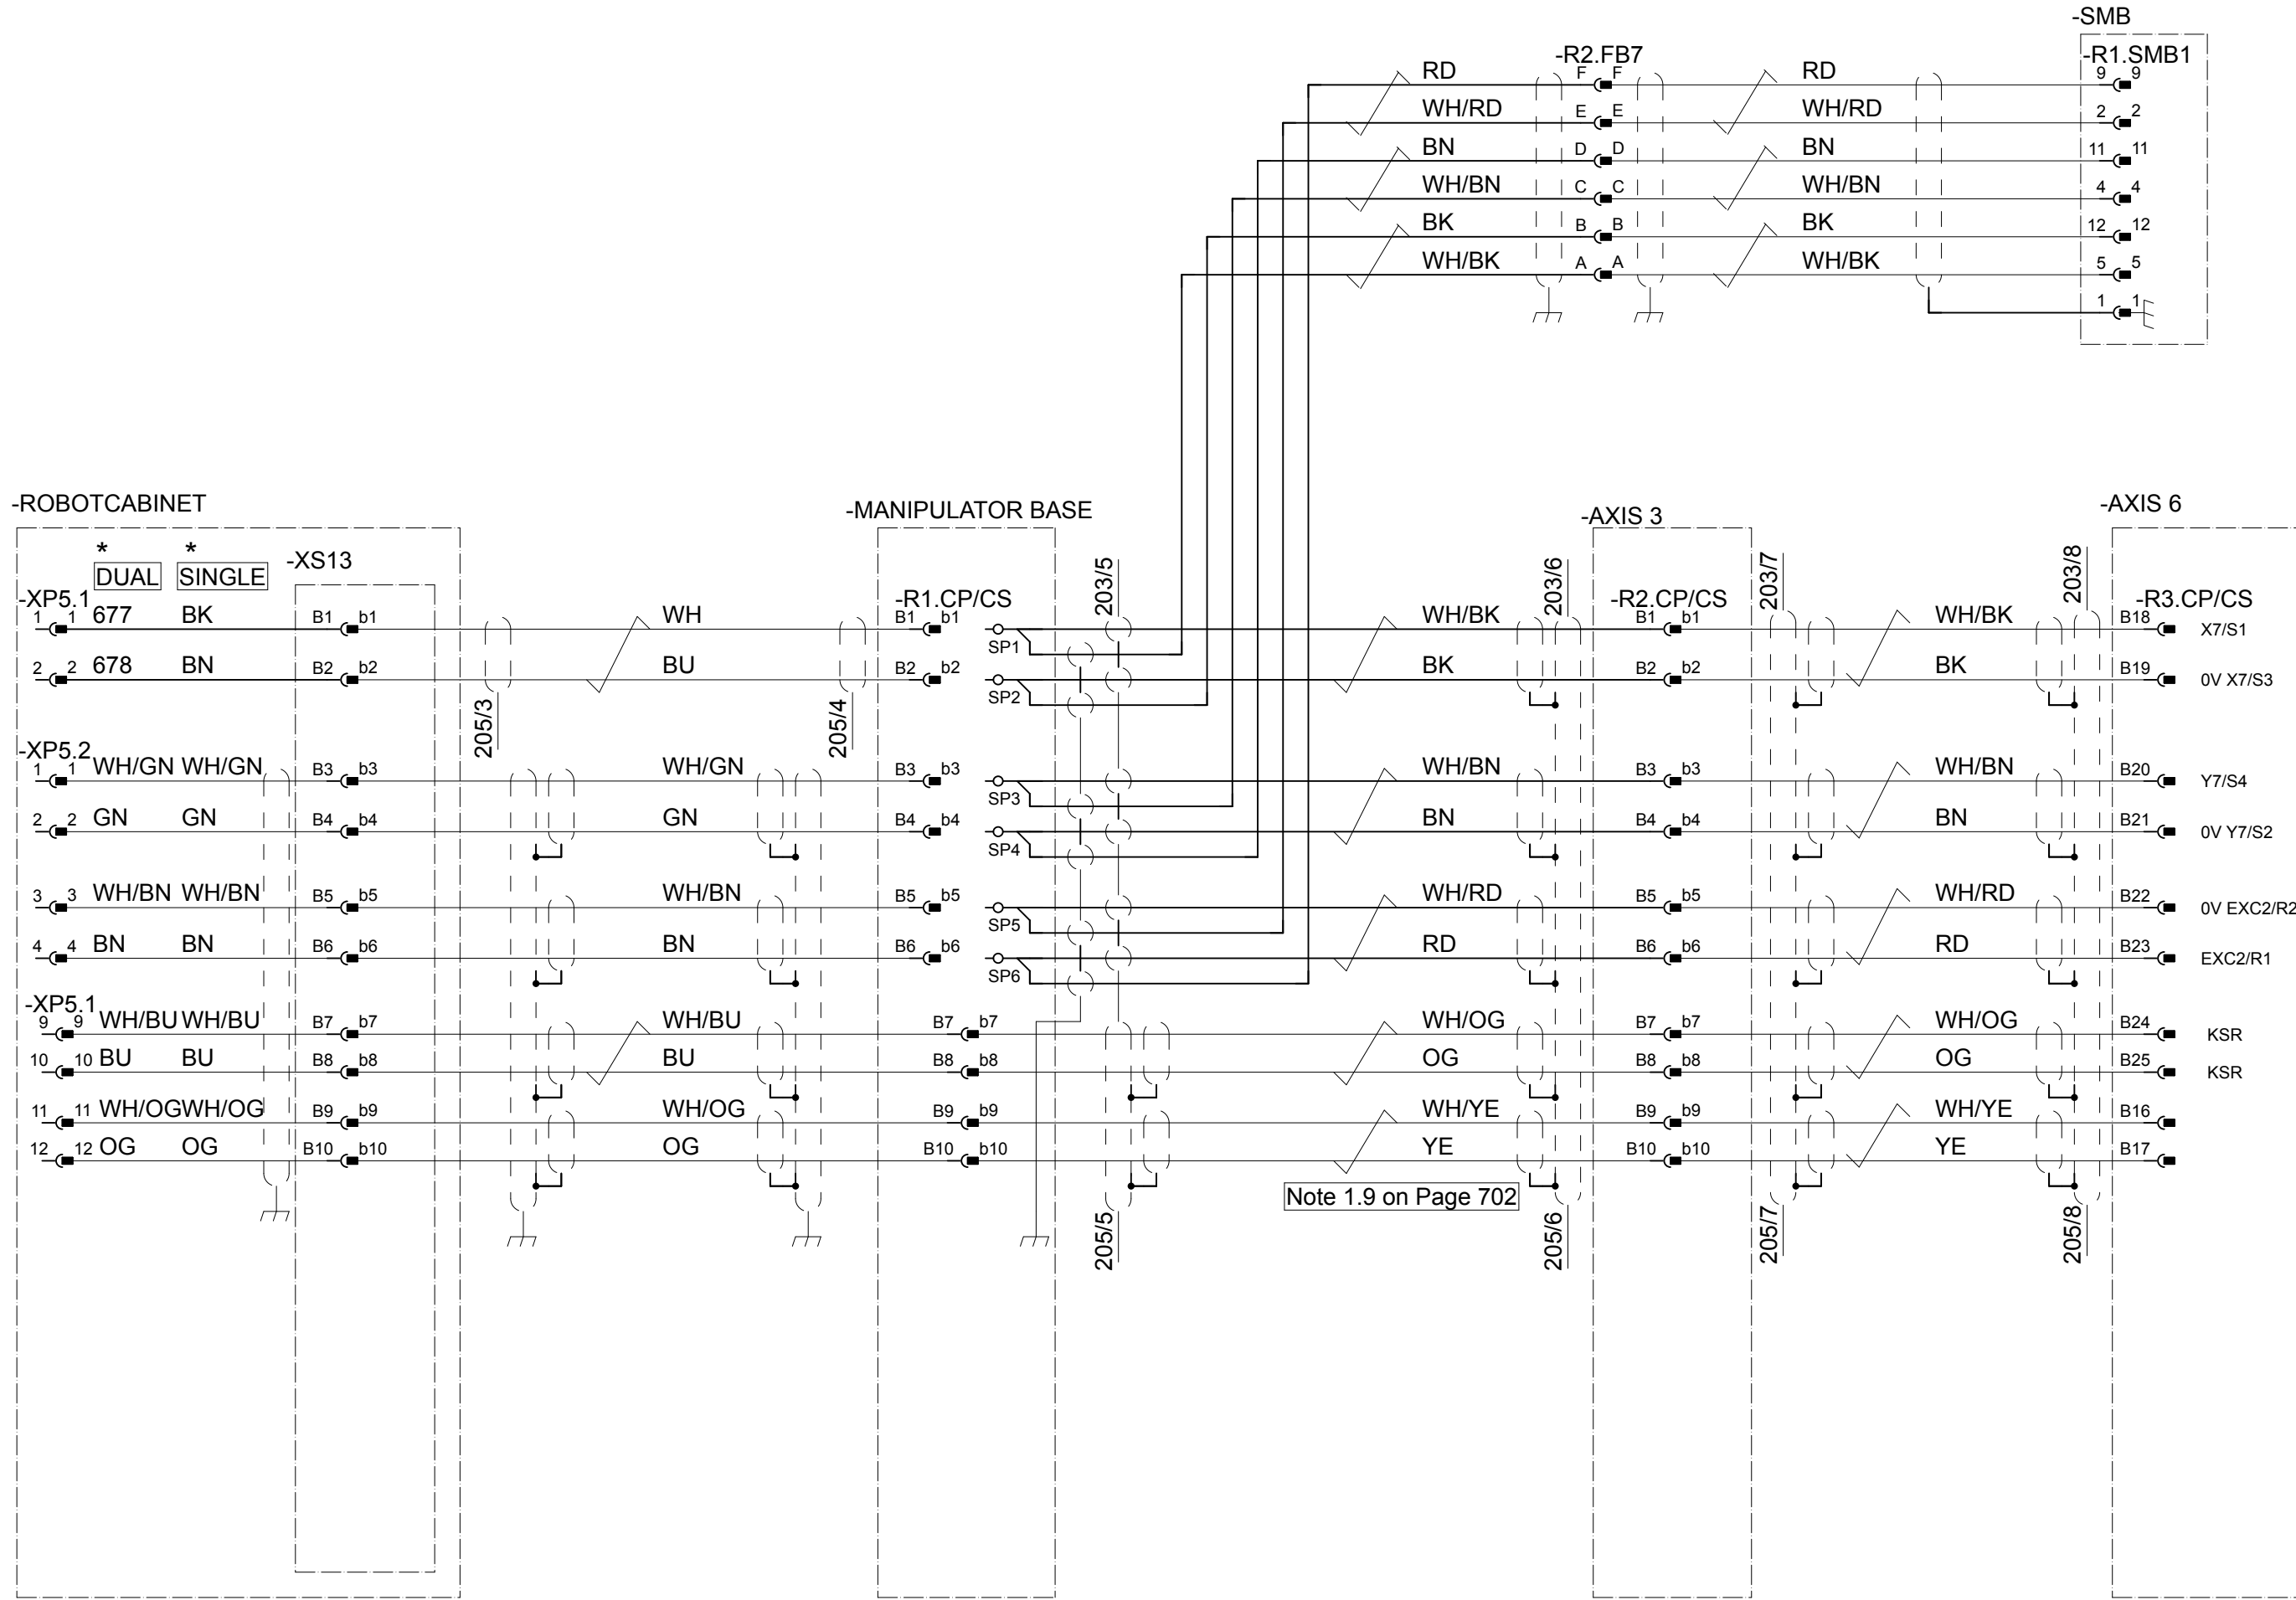 -SMB
-R2.FB7 -R1.SMB1
RD F F RD 9 9
WH/RD E E WH/RD 2 2
BN D D BN 11 11
WH/BN C C WH/BN 4 4
BK B B BK 12 12
WH/BK A A WH/BK 5 5
1 1
-ROBOTCABINET -MANIPULATOR BASE -AXIS 3 -AXIS 6
* *
DUAL SINGLE -XS13 203/5 203/6 203/7 203/8
-XP5.1 -R1.CP/CS -R2.CP/CS -R3.CP/CS
1 1 677 BK B1 b1 WH B1 b1 SP1 WH/BK B1 b1 WH/BK B18 X7/S1
2 2 678 BN B2 b2 BU B2 b2 SP2 BK B2 b2 BK B19 0V X7/S3
205/3 205/4
-XP5.2
1 1 WH/GN WH/GN B3 b3 WH/GN B3 b3 SP3 WH/BN B3 b3 WH/BN B20 Y7/S4
2 2 GN GN B4 b4 GN B4 b4 SP4 BN B4 b4 BN B21 0V Y7/S2
3 3 WH/BN WH/BN B5 b5 WH/BN B5 b5 SP5 WH/RD B5 b5 WH/RD B22 0V EXC2/R2
4 4 BN BN B6 b6 BN B6 b6 SP6 RD B6 b6 RD B23 EXC2/R1
-XP5.1
9 9 WH/BU WH/BU B7 b7 WH/BU B7 b7 WH/OG B7 b7 WH/OG B24 KSR
10 10 BU BU B8 b8 BU B8 b8 OG B8 b8 OG B25 KSR
11 11 WH/OG WH/OG B9 b9 WH/OG B9 b9 WH/YE B9 b9 WH/YE B16
12 12 OG OG B10 b10 OG B10 b10 YE B10 b10 YE B17
Note 1.9 on Page 702
205/5 205/6 205/7 205/8